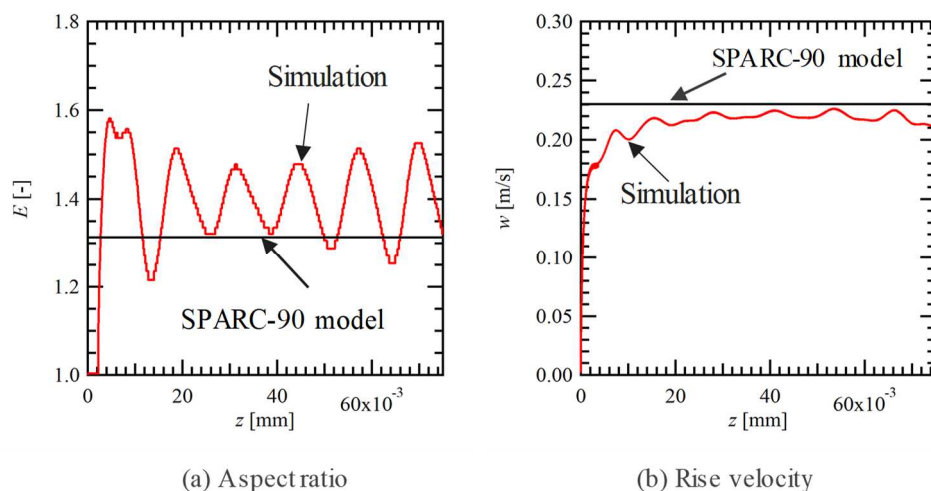 1.8
1.6
1.4
1.2
1.0
E [-]
Simulation
SPARC-90 model
0
20
40
60x10⁻³
z [mm]
(a) Aspect ratio
0.30
0.25
0.20
0.15
0.10
0.05
0.00
w [m/s]
SPARC-90 model
Simulation
0
20
40
60x10⁻³
z [mm]
(b) Rise velocity